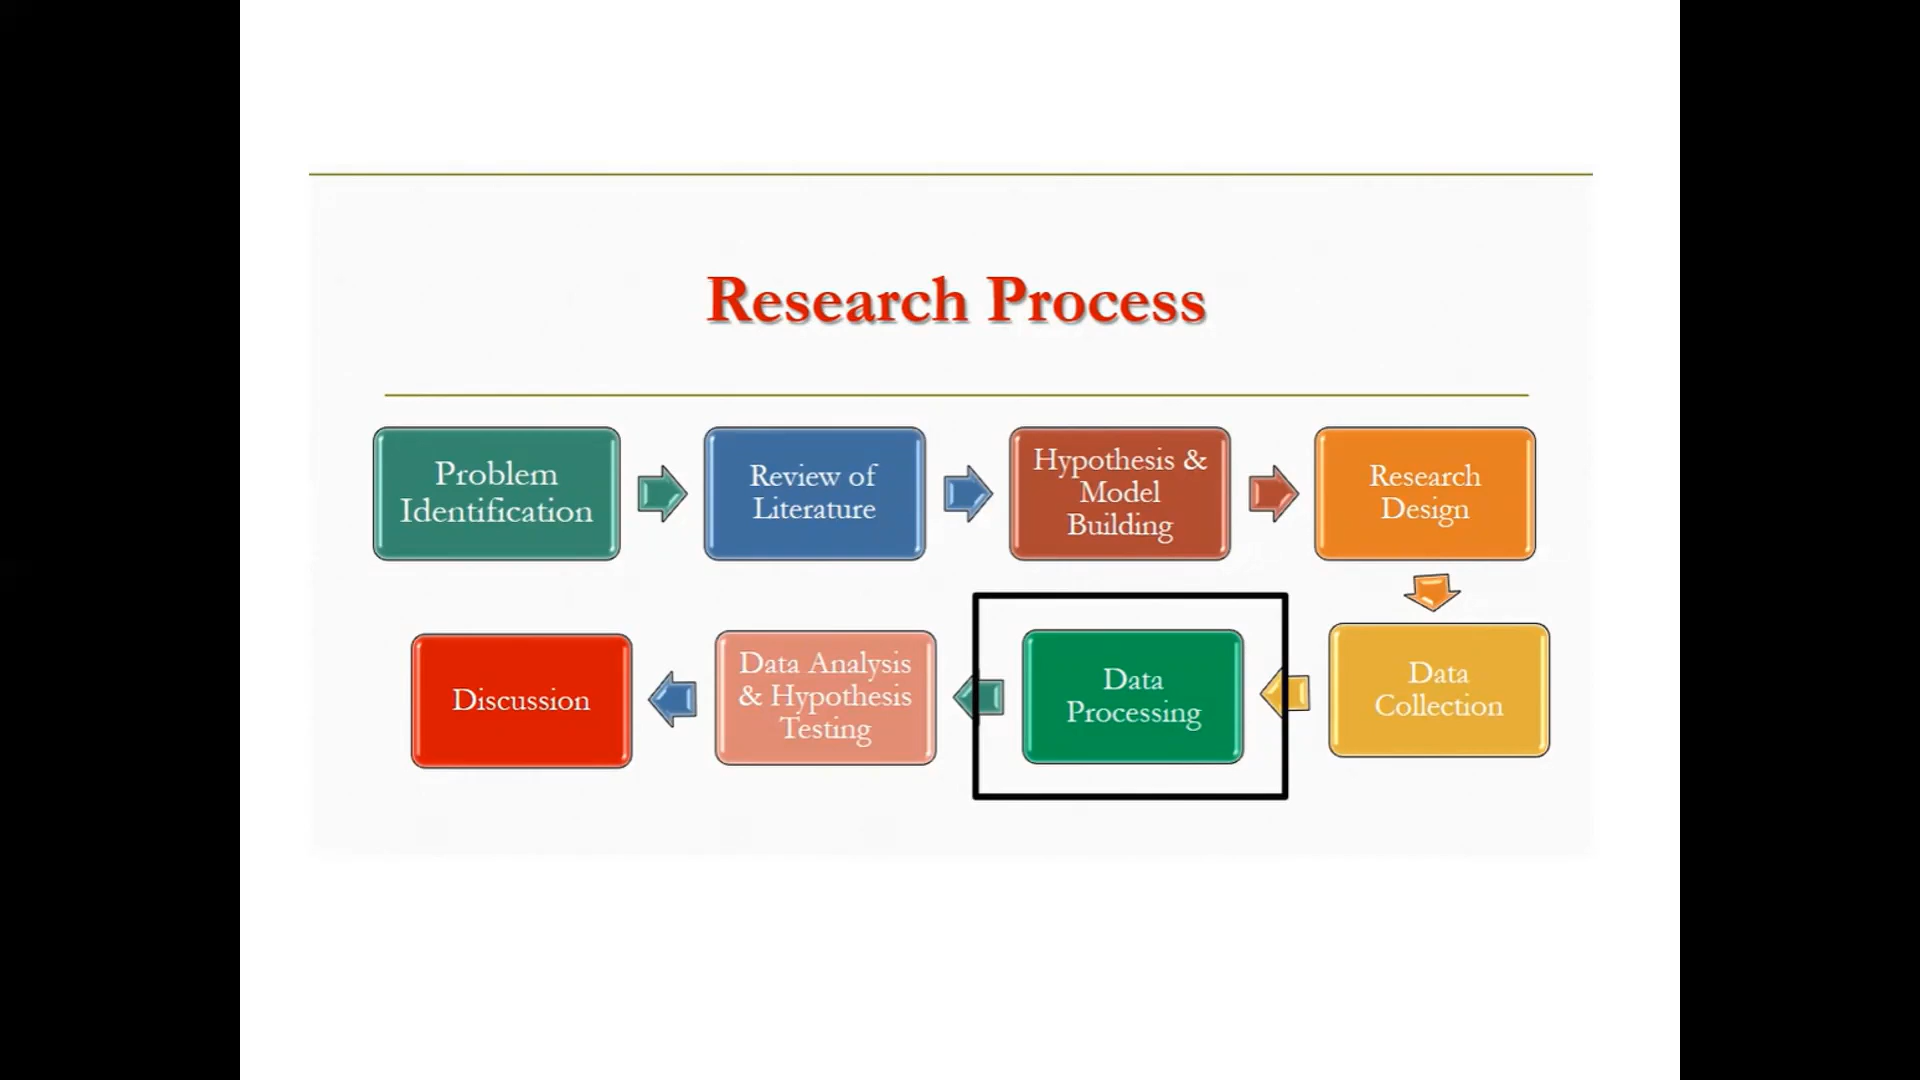 Research Process
Problem
Identification
Review of
Literature
Hypothesis &
Model
Building
Research
Design
Data
Collection
Data
Processing
Data Analysis
& Hypothesis
Testing
Discussion